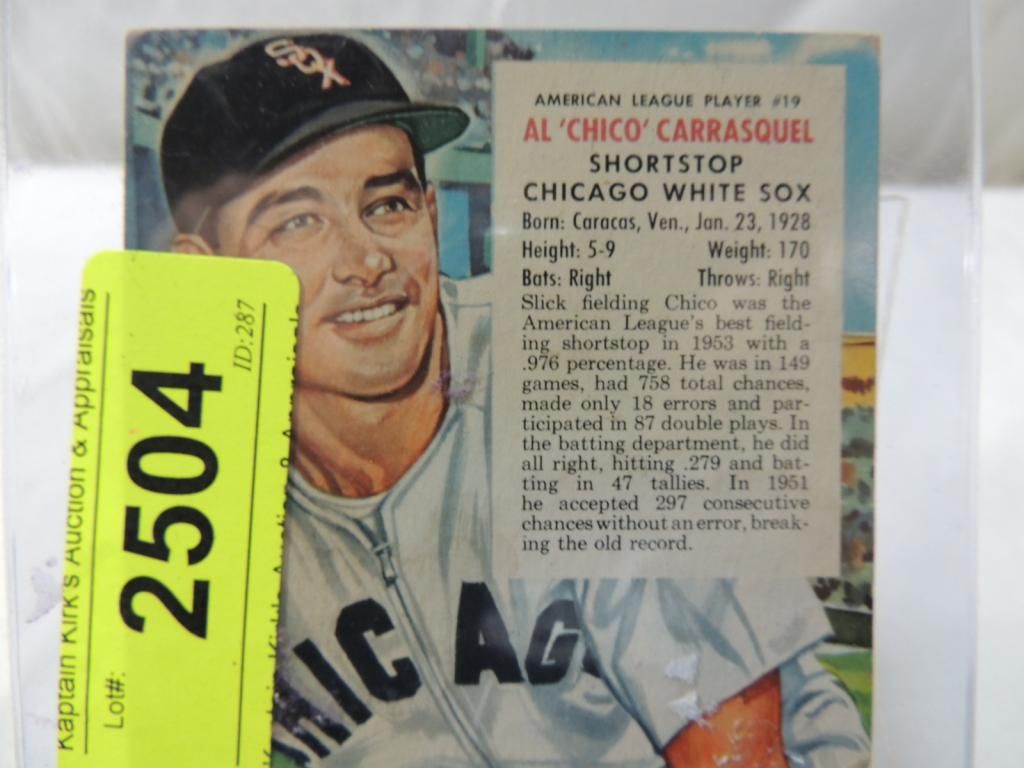 SOX
AMERICAN LEAGUE PLAYER #19
AL 'CHICO' CARRASQUEL
SHORTSTOP
CHICAGO WHITE SOX
Born: Caracas, Ven., Jan. 23, 1928
Height: 5-9 Weight: 170
Bats: Right Throws: Right
Slick fielding Chico was the
American League's best field-
ing shortstop in 1953 with a
.976 percentage. He was in 149
games, had 758 total chances,
made only 18 errors and par-
ticipated in 87 double plays. In
the batting department, he did
all right, hitting .279 and bat-
ting in 47 tallies. In 1951
he accepted 297 consecutive
chances without an error, break-
ing the old record.
HICAG
Kaptain Kirk's Auction & Appraisals
Lot#:
2504
ID:287